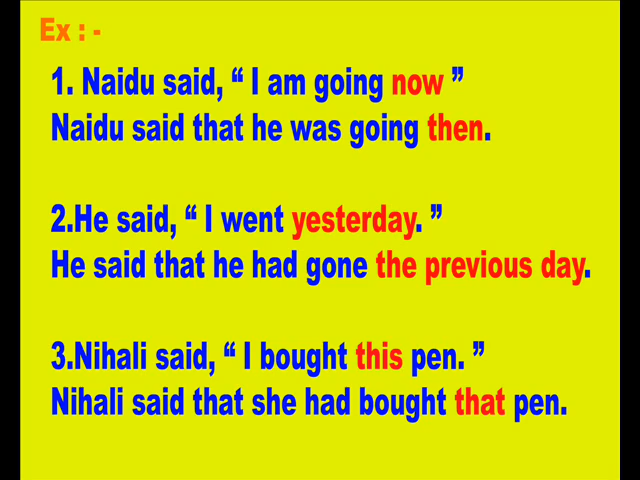 Ex : -
1. Naidu said, “ I am going now ”
Naidu said that he was going then.
2.He said, “ I went yesterday. ”
He said that he had gone the previous day.
3.Nihali said, “ I bought this pen. ”
Nihali said that she had bought that pen.